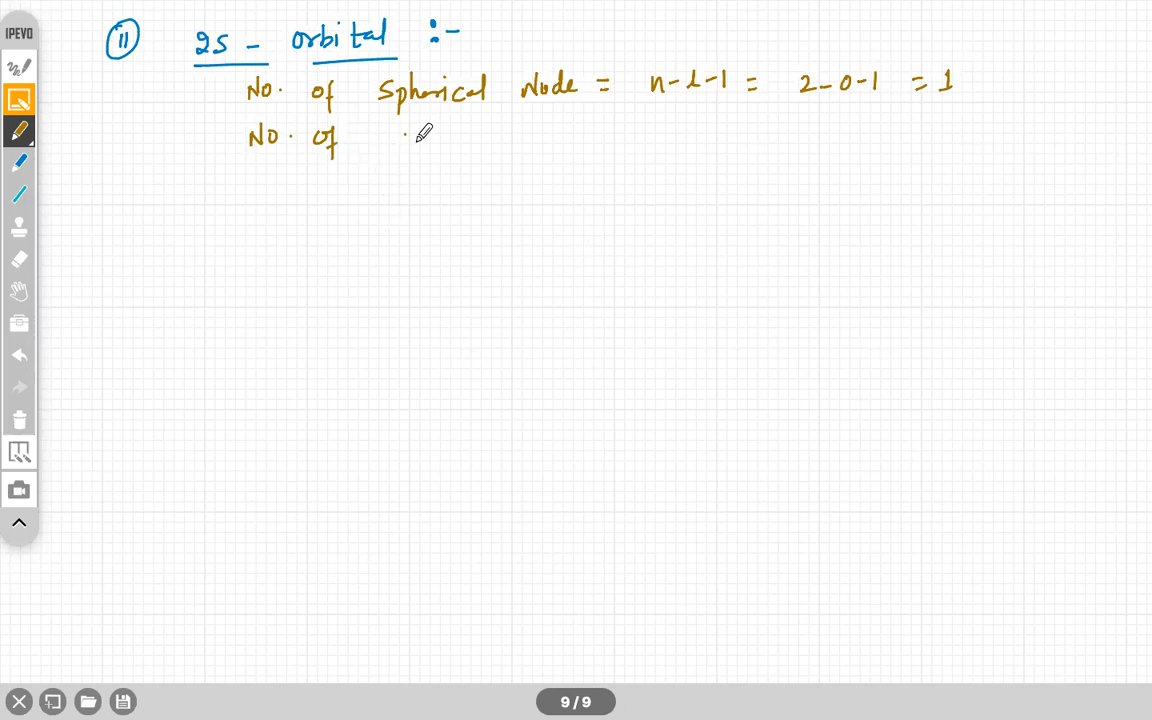 IPEVO
(11) 2s - orbital :-
No. of Spherical Node = n-l-1 = 2-0-1 = 1
No. of
9 / 9